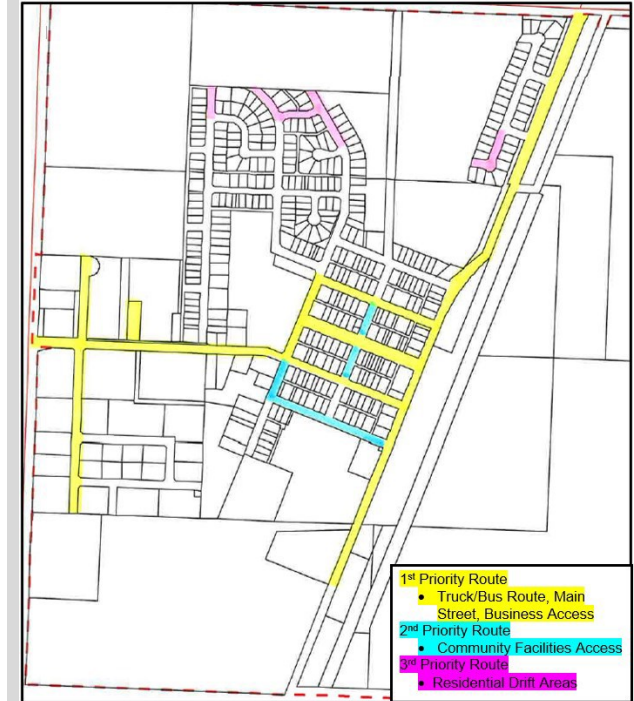 1st Priority Route
• Truck/Bus Route, Main
Street, Business Access
2nd Priority Route
• Community Facilities Access
3rd Priority Route
• Residential Drift Areas